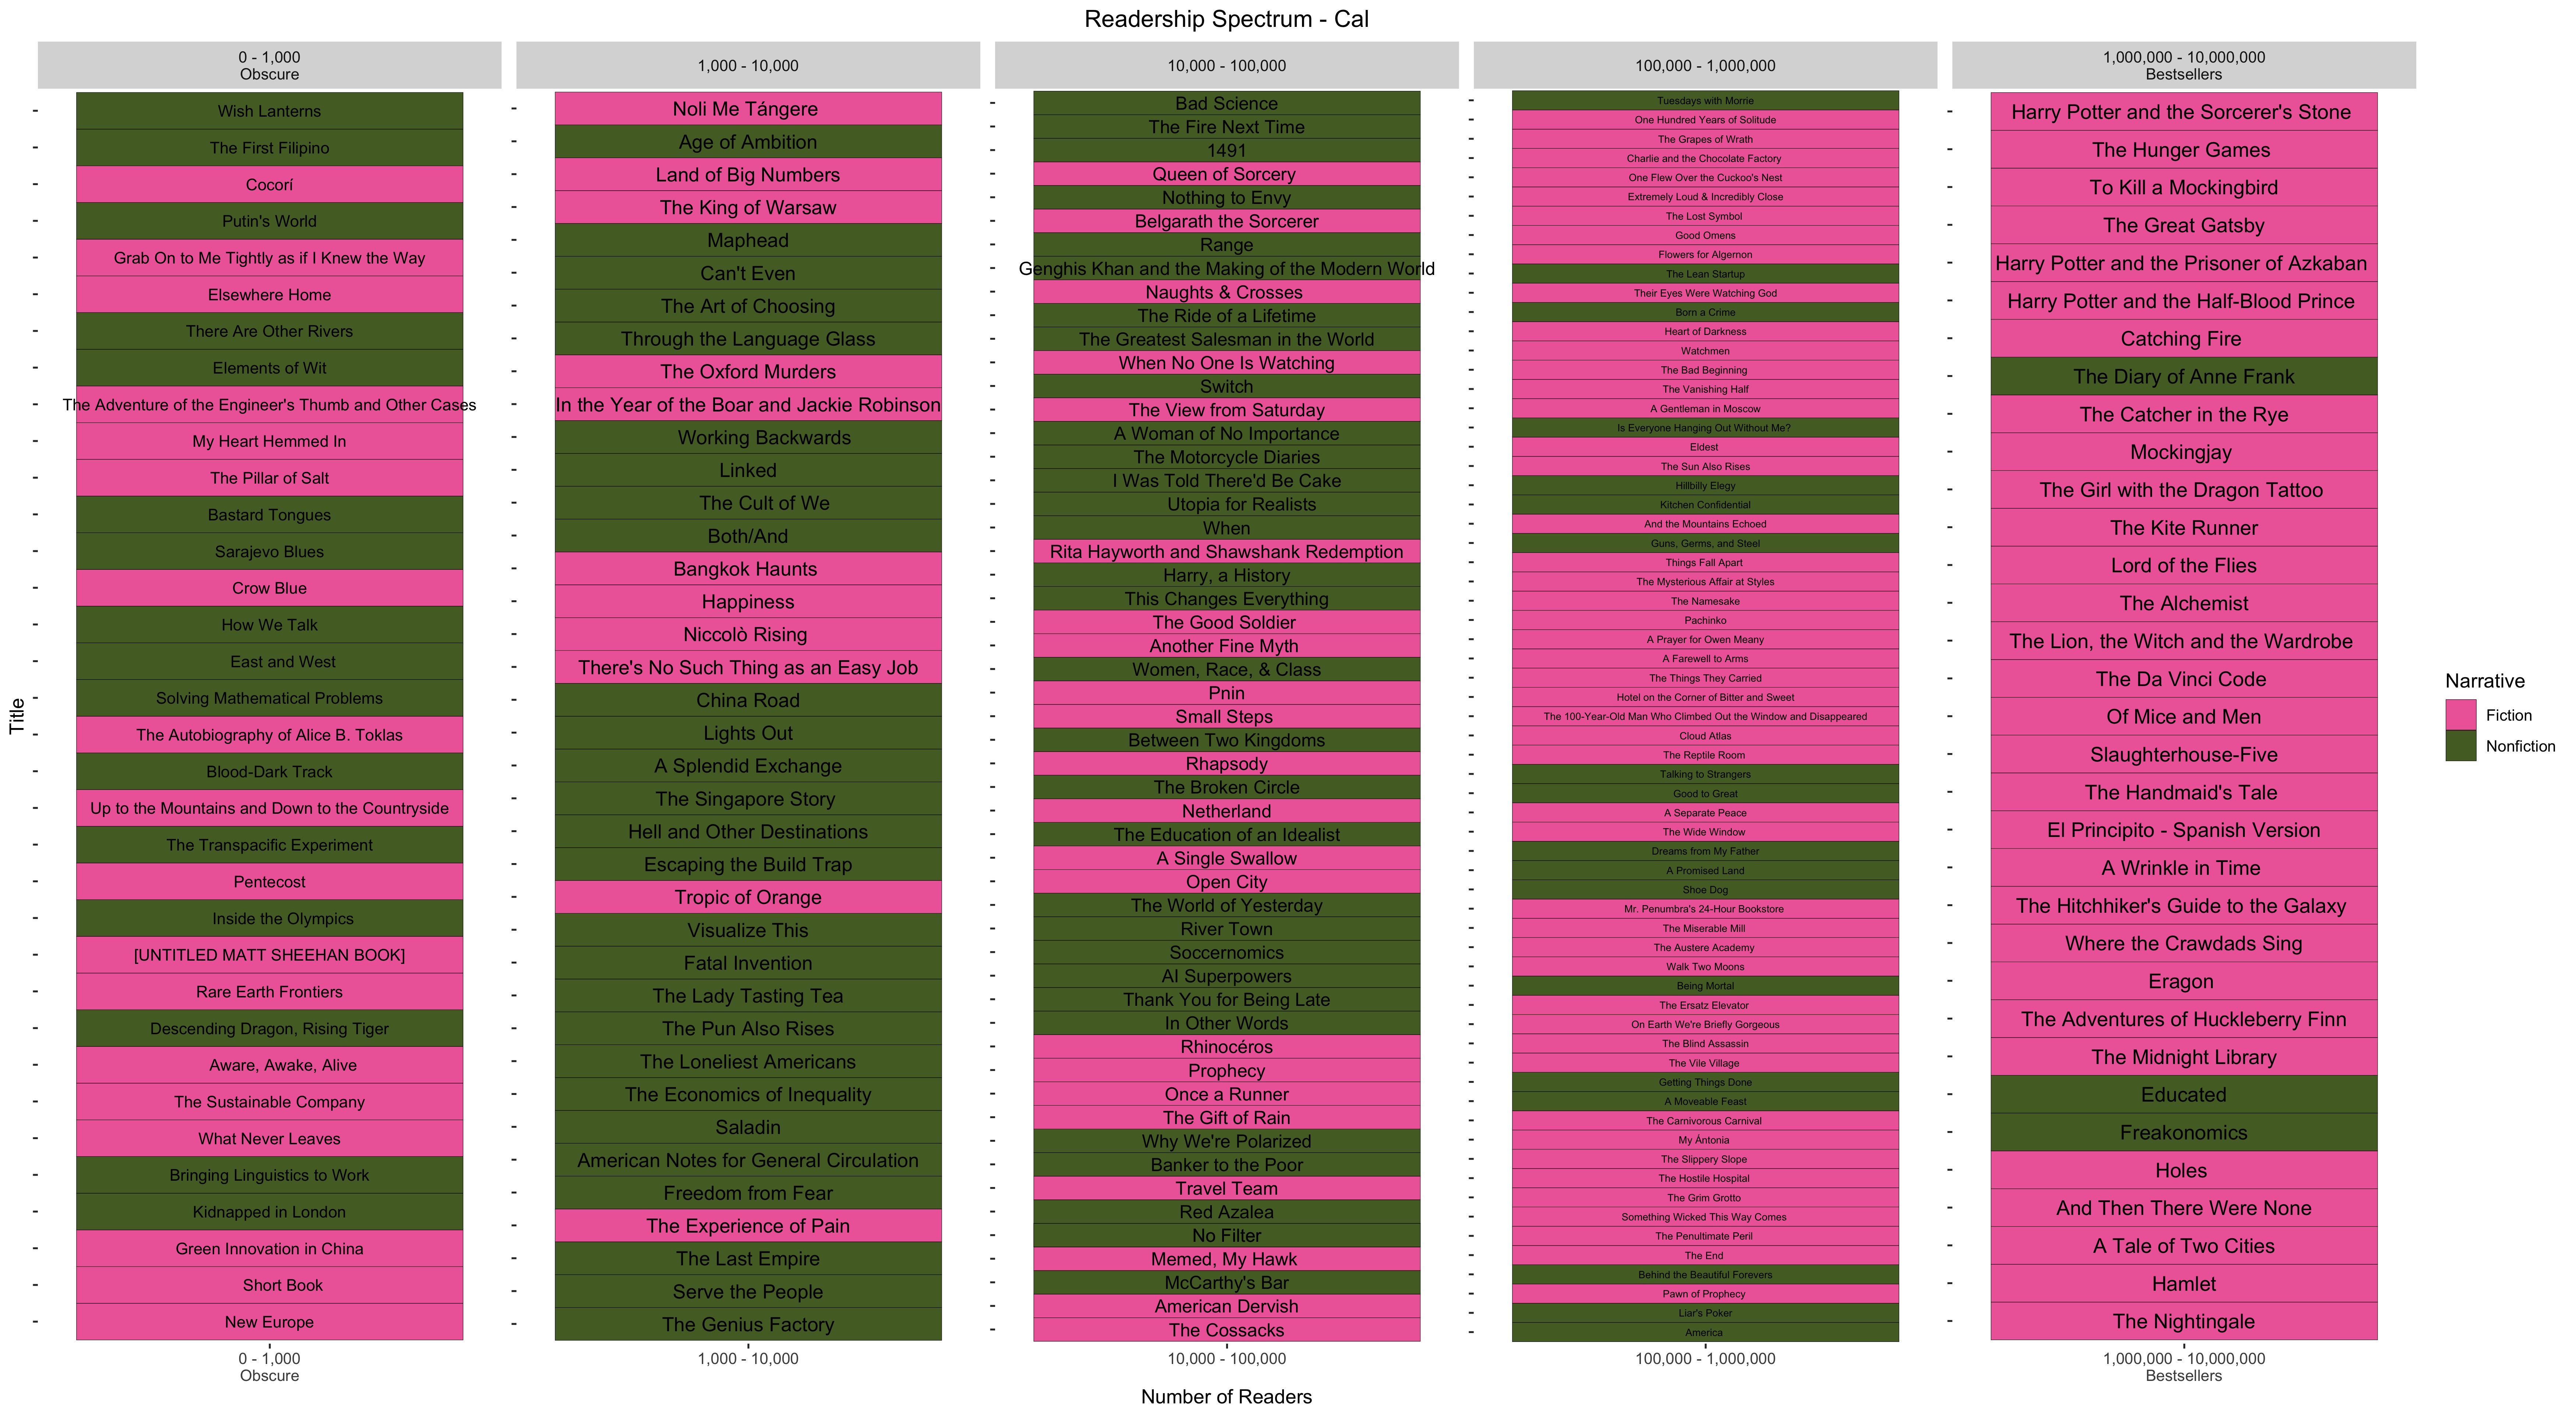 Readership Spectrum - Cal
0 - 1,000
Obscure
1,000 - 10,000
10,000 - 100,000
100,000 - 1,000,000
1,000,000 - 10,000,000
Bestsellers
Title
Wish Lanterns
The First Filipino
Cocorí
Putin's World
Grab On to Me Tightly as if I Knew the Way
Elsewhere Home
There Are Other Rivers
Elements of Wit
The Adventure of the Engineer's Thumb and Other Cases
My Heart Hemmed In
The Pillar of Salt
Bastard Tongues
Sarajevo Blues
Crow Blue
How We Talk
East and West
Solving Mathematical Problems
The Autobiography of Alice B. Toklas
Blood-Dark Track
Up to the Mountains and Down to the Countryside
The Transpacific Experiment
Pentecost
Inside the Olympics
[UNTITLED MATT SHEEHAN BOOK]
Rare Earth Frontiers
Descending Dragon, Rising Tiger
Aware, Awake, Alive
The Sustainable Company
What Never Leaves
Bringing Linguistics to Work
Kidnapped in London
Green Innovation in China
Short Book
New Europe
Noli Me Tángere
Age of Ambition
Land of Big Numbers
The King of Warsaw
Maphead
Can't Even
The Art of Choosing
Through the Language Glass
The Oxford Murders
In the Year of the Boar and Jackie Robinson
Working Backwards
Linked
The Cult of We
Both/And
Bangkok Haunts
Happiness
Niccolò Rising
There's No Such Thing as an Easy Job
China Road
Lights Out
A Splendid Exchange
The Singapore Story
Hell and Other Destinations
Escaping the Build Trap
Tropic of Orange
Visualize This
Fatal Invention
The Lady Tasting Tea
The Pun Also Rises
The Loneliest Americans
The Economics of Inequality
Saladin
American Notes for General Circulation
Freedom from Fear
The Experience of Pain
The Last Empire
Serve the People
The Genius Factory
Bad Science
The Fire Next Time
1491
Queen of Sorcery
Nothing to Envy
Belgarath the Sorcerer
Range
Genghis Khan and the Making of the Modern World
Naughts & Crosses
The Ride of a Lifetime
The Greatest Salesman in the World
When No One Is Watching
Switch
The View from Saturday
A Woman of No Importance
The Motorcycle Diaries
I Was Told There'd Be Cake
Utopia for Realists
When
Rita Hayworth and Shawshank Redemption
Harry, a History
This Changes Everything
The Good Soldier
Another Fine Myth
Women, Race, & Class
Pnin
Small Steps
Between Two Kingdoms
Rhapsody
The Broken Circle
Netherland
The Education of an Idealist
A Single Swallow
Open City
The World of Yesterday
River Town
Soccernomics
AI Superpowers
Thank You for Being Late
In Other Words
Rhinocéros
Prophecy
Once a Runner
The Gift of Rain
Why We're Polarized
Banker to the Poor
Travel Team
Red Azalea
No Filter
Memed, My Hawk
McCarthy's Bar
American Dervish
The Cossacks
Tuesdays with Morrie
One Hundred Years of Solitude
The Grapes of Wrath
Charlie and the Chocolate Factory
One Flew Over the Cuckoo's Nest
Extremely Loud & Incredibly Close
The Lost Symbol
Good Omens
Flowers for Algernon
The Lean Startup
Their Eyes Were Watching God
Born a Crime
Heart of Darkness
Watchmen
The Bad Beginning
The Vanishing Half
A Gentleman in Moscow
Is Everyone Hanging Out Without Me?
Eldest
The Sun Also Rises
Hillbilly Elegy
Kitchen Confidential
And the Mountains Echoed
Guns, Germs, and Steel
Things Fall Apart
The Mysterious Affair at Styles
The Namesake
Pachinko
A Prayer for Owen Meany
A Farewell to Arms
The Things They Carried
Hotel on the Corner of Bitter and Sweet
The 100-Year-Old Man Who Climbed Out the Window and Disappeared
Cloud Atlas
The Reptile Room
Talking to Strangers
Good to Great
A Separate Peace
The Wide Window
Dreams from My Father
A Promised Land
Shoe Dog
Mr. Penumbra's 24-Hour Bookstore
The Miserable Mill
The Austere Academy
Walk Two Moons
Being Mortal
The Ersatz Elevator
On Earth We're Briefly Gorgeous
The Blind Assassin
The Vile Village
Getting Things Done
A Moveable Feast
The Carnivorous Carnival
My Ántonia
The Slippery Slope
The Hostile Hospital
The Grim Grotto
Something Wicked This Way Comes
The Penultimate Peril
The End
Behind the Beautiful Forevers
Pawn of Prophecy
Liar's Poker
America
Harry Potter and the Sorcerer's Stone
The Hunger Games
To Kill a Mockingbird
The Great Gatsby
Harry Potter and the Prisoner of Azkaban
Harry Potter and the Half-Blood Prince
Catching Fire
The Diary of Anne Frank
The Catcher in the Rye
Mockingjay
The Girl with the Dragon Tattoo
The Kite Runner
Lord of the Flies
The Alchemist
The Lion, the Witch and the Wardrobe
The Da Vinci Code
Of Mice and Men
Slaughterhouse-Five
The Handmaid's Tale
El Principito - Spanish Version
A Wrinkle in Time
The Hitchhiker's Guide to the Galaxy
Where the Crawdads Sing
Eragon
The Adventures of Huckleberry Finn
The Midnight Library
Educated
Freakonomics
Holes
And Then There Were None
A Tale of Two Cities
Hamlet
The Nightingale
Narrative
Fiction
Nonfiction
0 - 1,000
Obscure
1,000 - 10,000
10,000 - 100,000
100,000 - 1,000,000
1,000,000 - 10,000,000
Bestsellers
Number of Readers